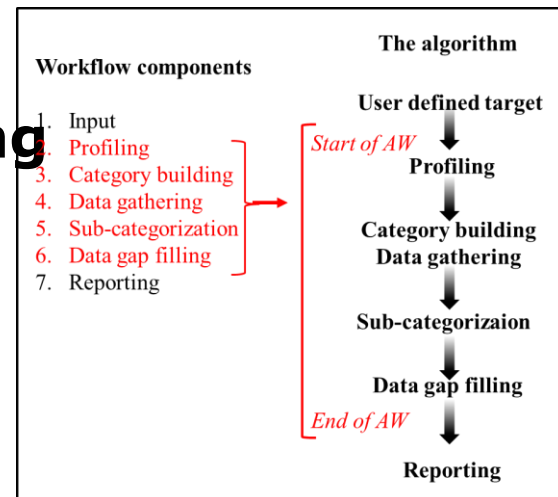 Workflow components
1. Input
2. Profiling
3. Category building
4. Data gathering
5. Sub-categorization
6. Data gap filling
7. Reporting
The algorithm
User defined target
Start of AW
Profiling
Category building
Data gathering
Sub-categorizaion
Data gap filling
End of AW
Reporting